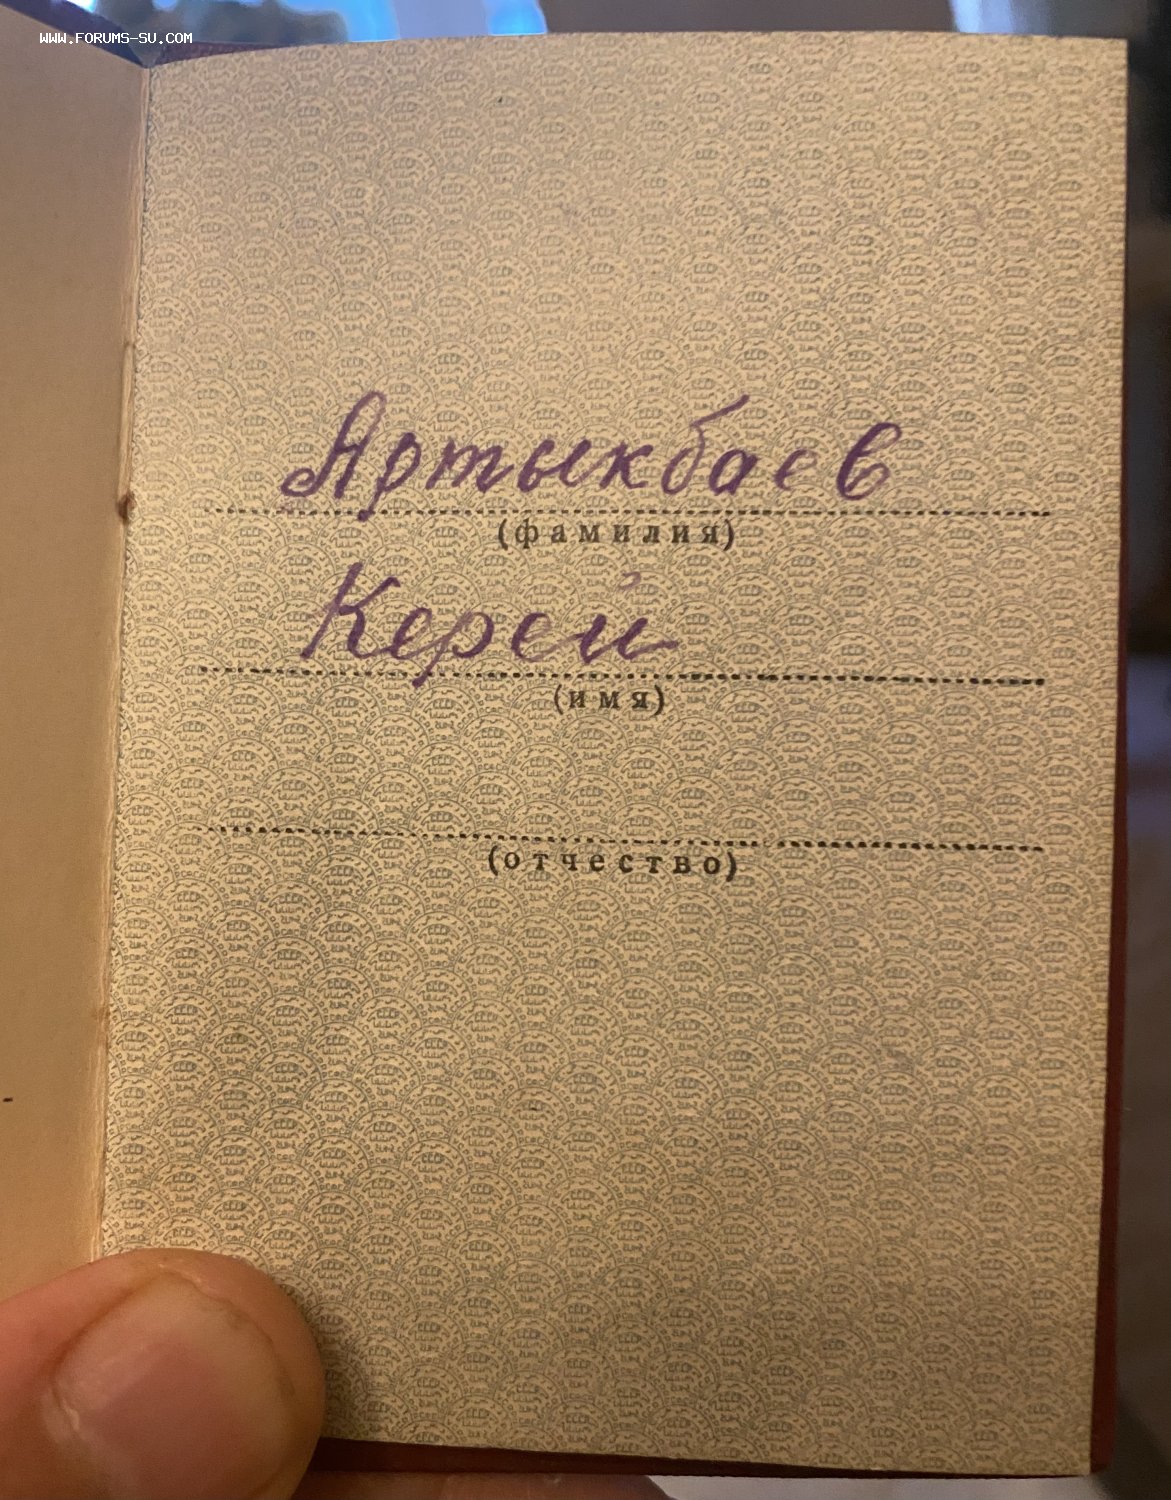 WWW.FORUMS-SU.COM
Артыкбаев
(фамилия)
Керей
(имя)
(отчество)